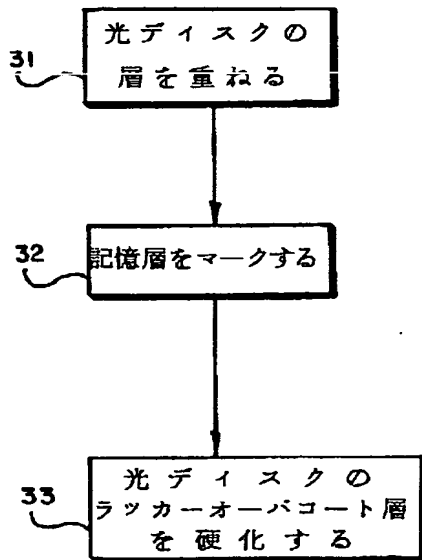 31
光ディスクの
層を重ねる
32
記憶層をマークする
33
光ディスクの
ラッカーオーバコート層
を硬化する